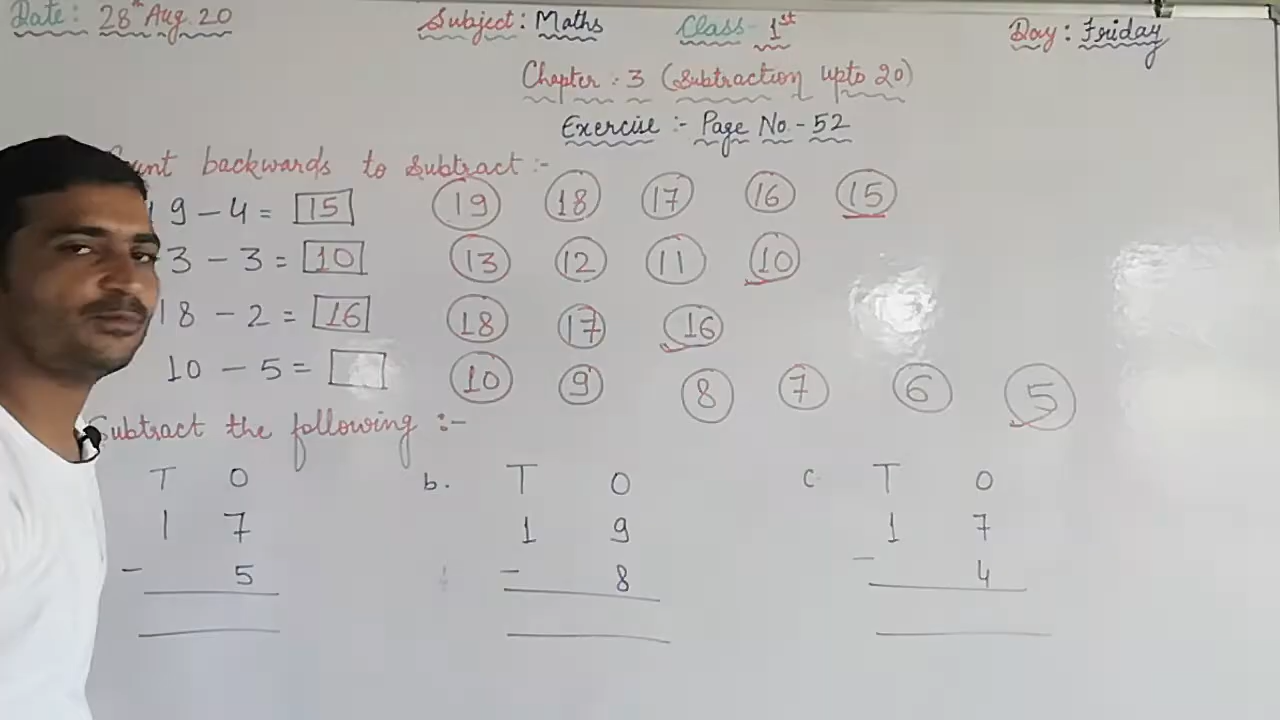 Date: 28th Aug. 20 Subject: Maths Class- 1st Day: Friday
Chapter :- 3 (Subtraction upto 20)
Exercise :- Page No.- 52
backwards to Subtract :-
19 - 4 = 15 19 18 17 16 15
3 - 3 = 10 13 12 11 10
18 - 2 = 16 18 17 16
10 - 5 = 10 9 8 7 6 5
Subtract the following :-
T O b. T O c. T O
1 7 1 9 1 7
- 5 - 8 - 4